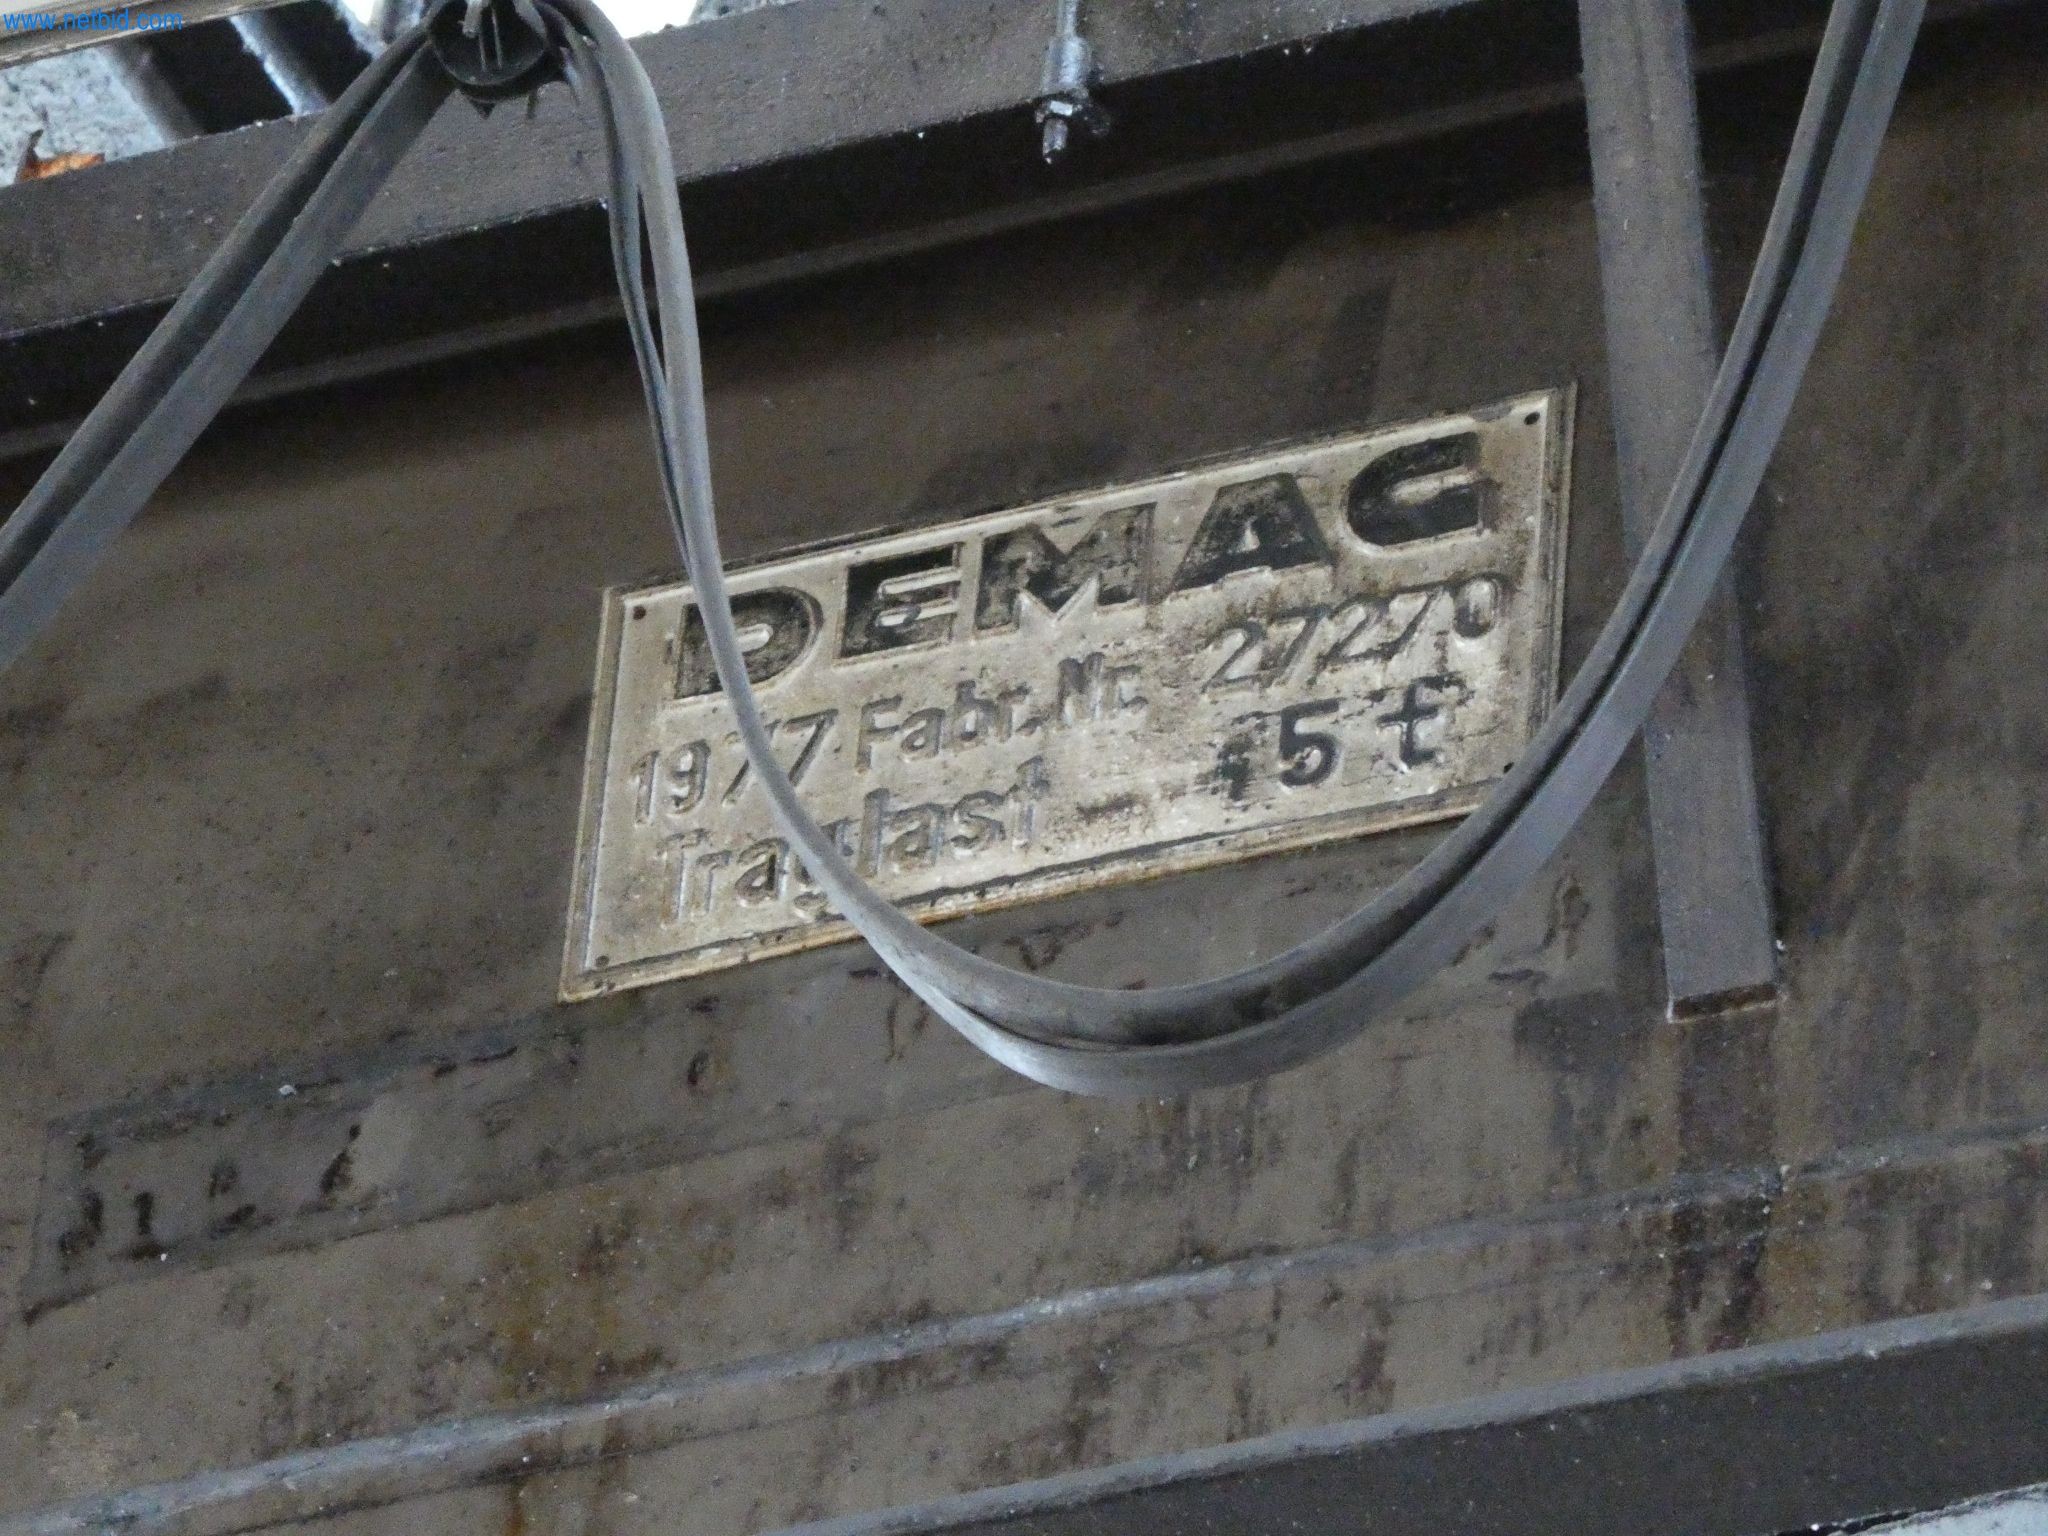 www.netbid.com
DEMAG
1977 Fabr. Nr. 27270
Traglast 5 t